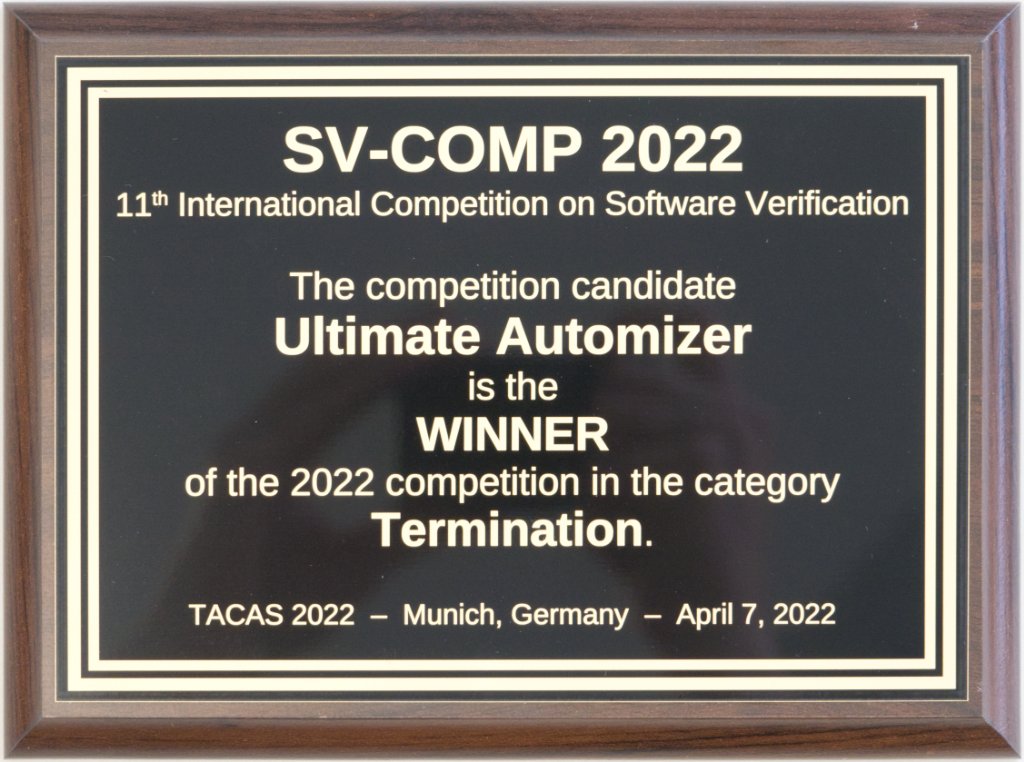 SV-COMP 2022
11th International Competition on Software Verification
The competition candidate
Ultimate Automizer
is the
WINNER
of the 2022 competition in the category
Termination.
TACAS 2022 – Munich, Germany – April 7, 2022